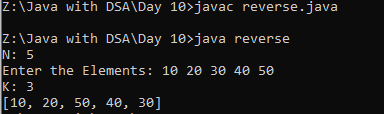 Z:\Java with DSA\Day 10>javac reverse.java
Z:\Java with DSA\Day 10>java reverse
N: 5
Enter the Elements: 10 20 30 40 50
K: 3
[10, 20, 50, 40, 30]